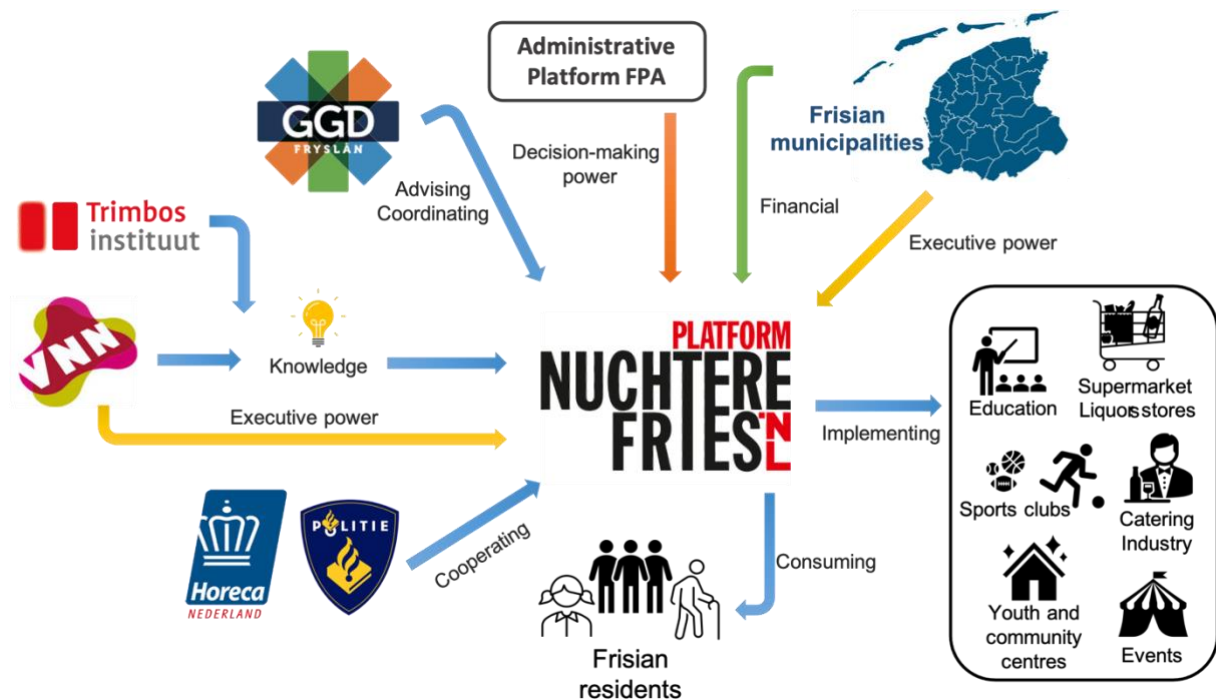 Administrative
Platform FPA
GGD
FRYSLÂN
Frisian
municipalities
Decision-making
power
Advising
Coordinating
Financial
Executive power
Trimbos
instituut
VNN
Knowledge
Executive power
PLATFORM
NUCHTERE
FRIES.NL
Implementing
Education
Supermarket
Liquors stores
Sports clubs
Catering
Industry
Youth and
community
centres
Events
Horeca
NEDERLAND
POLITIE
Cooperating
Consuming
Frisian
residents